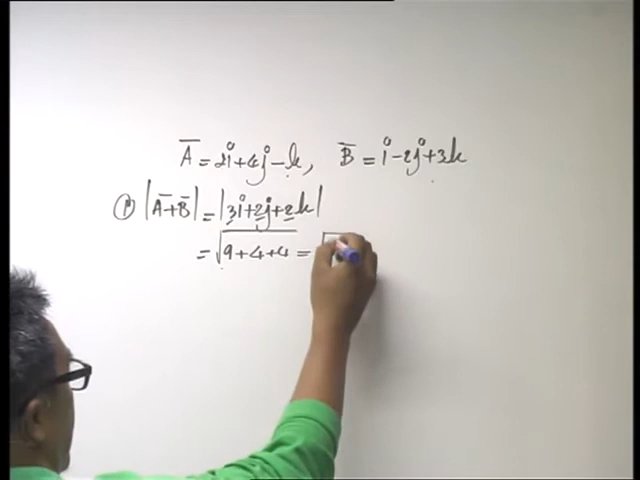 A̅ = 2i + 4j - k, B̅ = i - 2j + 3k
1) |A̅ + B̅| = |3i + 2j + 2k|
= √9 + 4 + 4 = √